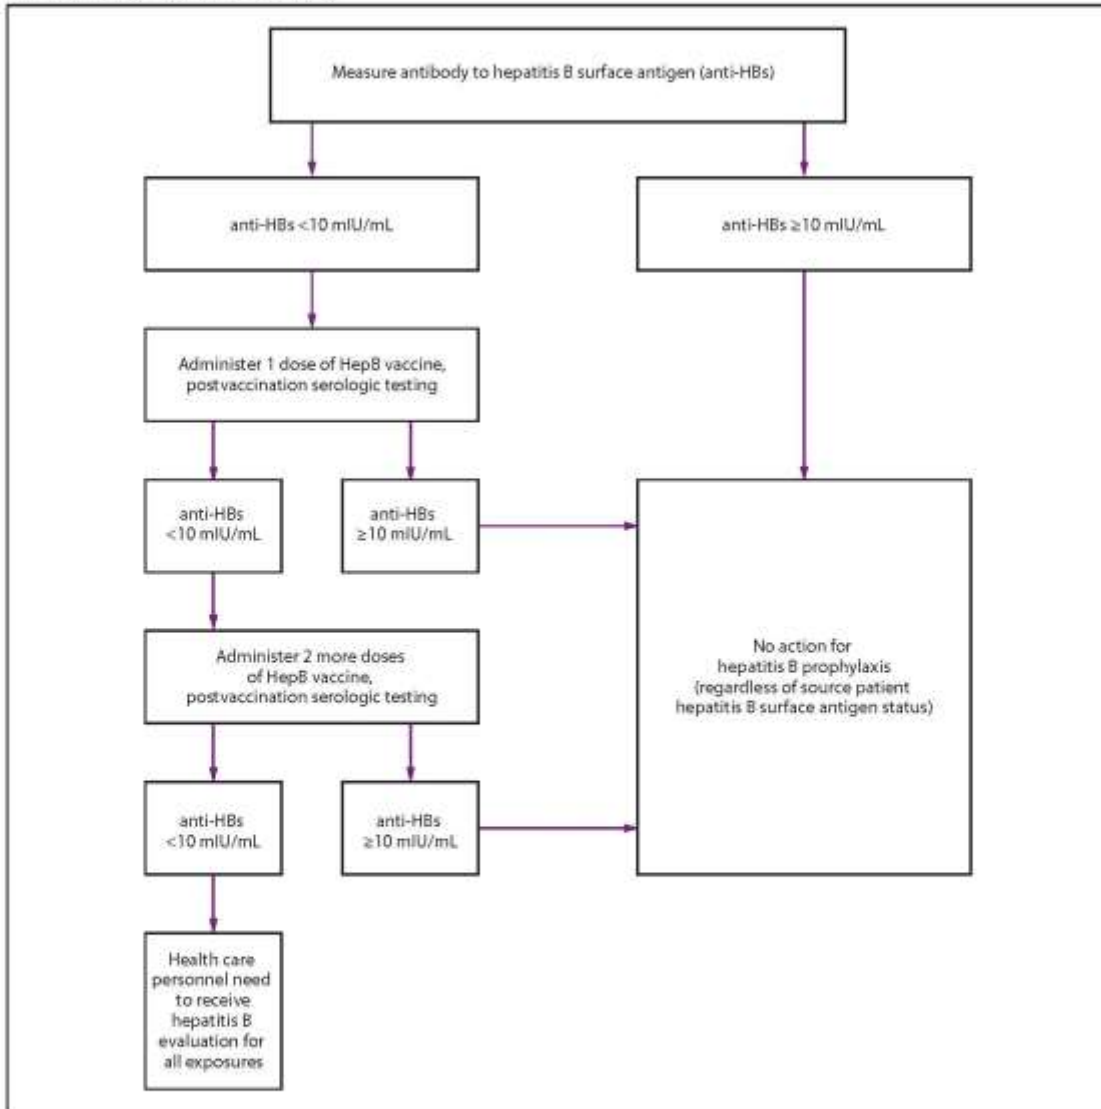 Measure antibody to hepatitis B surface antigen (anti-HBs)
anti-HBs <10 mIU/mL
anti-HBs ≥10 mIU/mL
Administer 1 dose of HepB vaccine,
postvaccination serologic testing
anti-HBs
<10 mIU/mL
anti-HBs
≥10 mIU/mL
Administer 2 more doses
of HepB vaccine,
postvaccination serologic testing
No action for
hepatitis B prophylaxis
(regardless of source patient
hepatitis B surface antigen status)
anti-HBs
<10 mIU/mL
anti-HBs
≥10 mIU/mL
Health care
personnel need
to receive
hepatitis B
evaluation for
all exposures